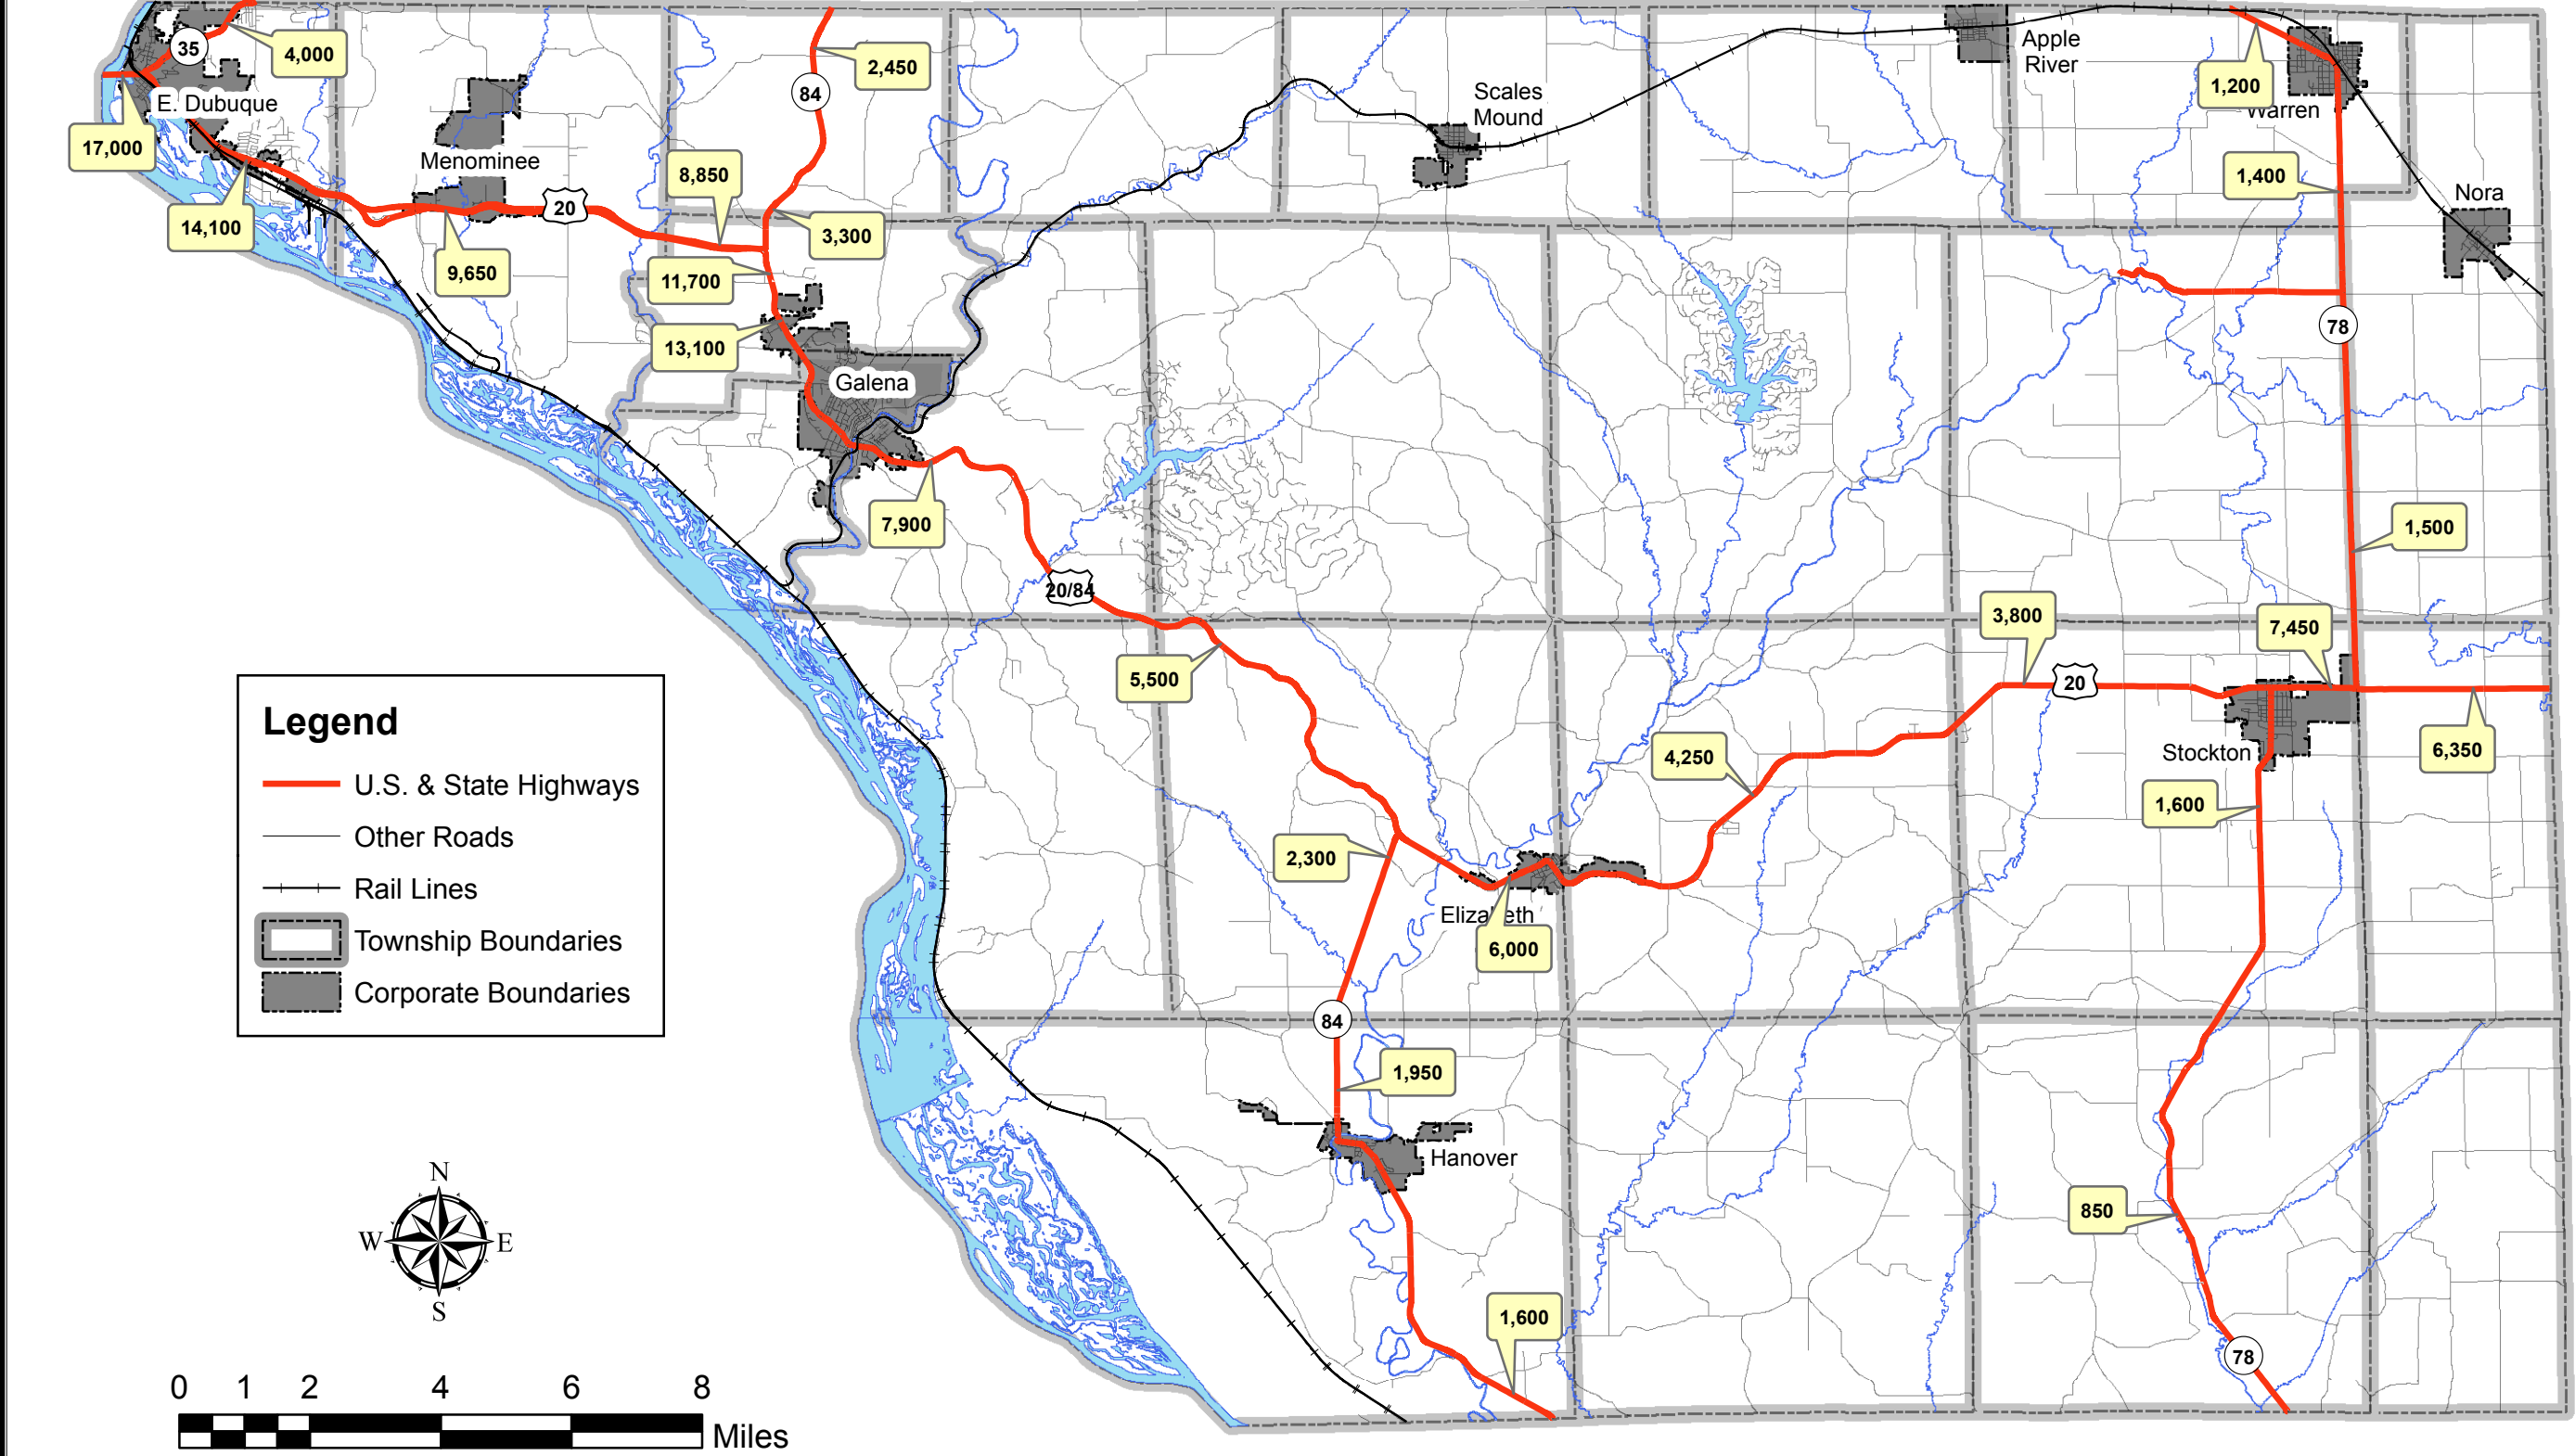 35
4,000
E. Dubuque
17,000
14,100
Menominee
20
9,650
84
2,450
8,850
3,300
11,700
13,100
Galena
7,900
20/84
Scales
Mound
Apple
River
1,200
Warren
1,400
Nora
78
1,500
5,500
3,800
20
7,450
Stockton
6,350
4,250
1,600
2,300
Elizabeth
6,000
84
1,950
Hanover
850
1,600
78
Legend
U.S. & State Highways
Other Roads
Rail Lines
Township Boundaries
Corporate Boundaries
N
W E
S
0 1 2 4 6 8
Miles